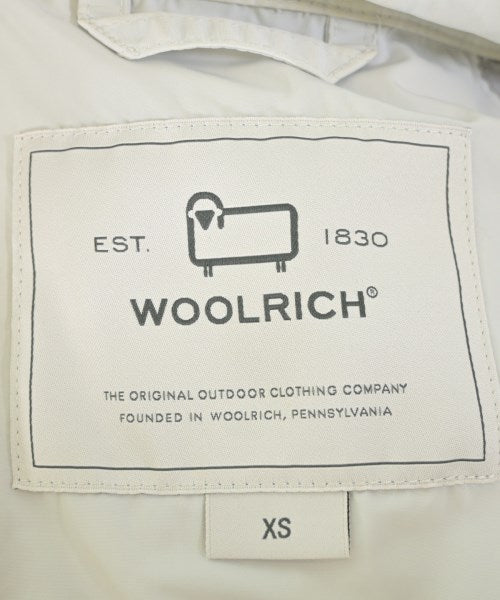 EST. 1830
WOOLRICH®
THE ORIGINAL OUTDOOR CLOTHING COMPANY
FOUNDED IN WOOLRICH, PENNSYLVANIA
XS